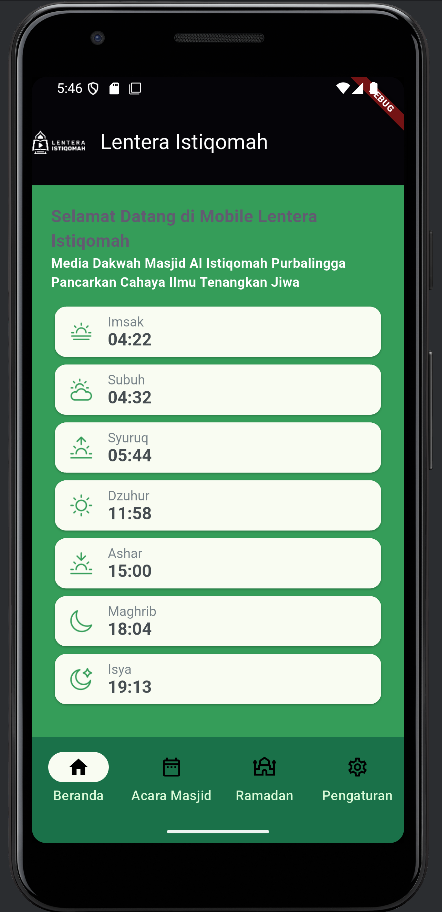 5:46
DEBUG
LENTERA
ISTIQOMAH
Lentera Istiqomah
Selamat Datang di Mobile Lentera
Istiqomah
Media Dakwah Masjid Al Istiqomah Purbalingga
Pancarkan Cahaya Ilmu Tenangkan Jiwa
Imsak
04:22
Subuh
04:32
Syuruq
05:44
Dzuhur
11:58
Ashar
15:00
Maghrib
18:04
Isya
19:13
Beranda Acara Masjid Ramadan Pengaturan